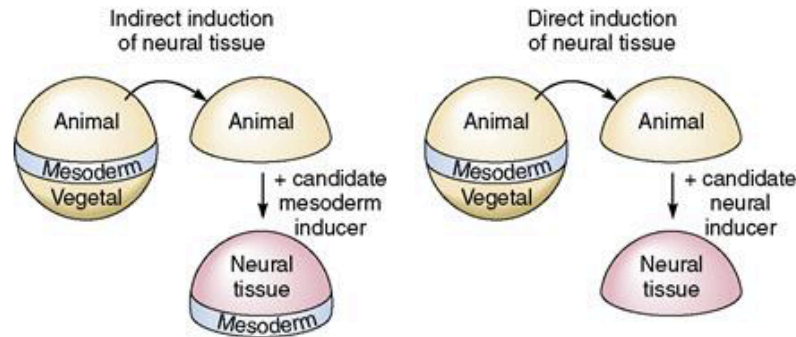 Indirect induction
of neural tissue
Animal
Mesoderm
Vegetal
Animal
+ candidate
mesoderm
inducer
Neural
tissue
Mesoderm
Direct induction
of neural tissue
Animal
Mesoderm
Vegetal
Animal
+ candidate
neural
inducer
Neural
tissue